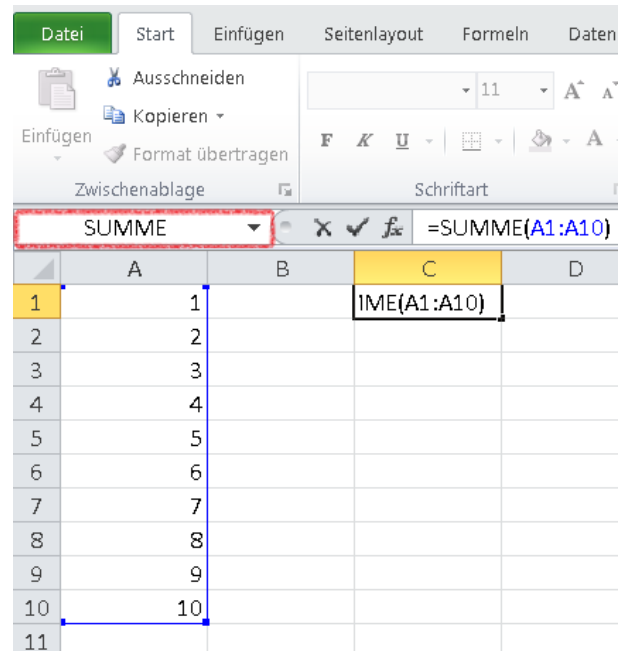 Datei Start Einfügen Seitenlayout Formeln Daten
Ausschneiden
Kopieren
Einfügen
Format übertragen
Zwischenablage
11 A A
F K U A
Schriftart
SUMME fx =SUMME(A1:A10)
A B C D
1 1 IME(A1:A10)
2 2
3 3
4 4
5 5
6 6
7 7
8 8
9 9
10 10
11